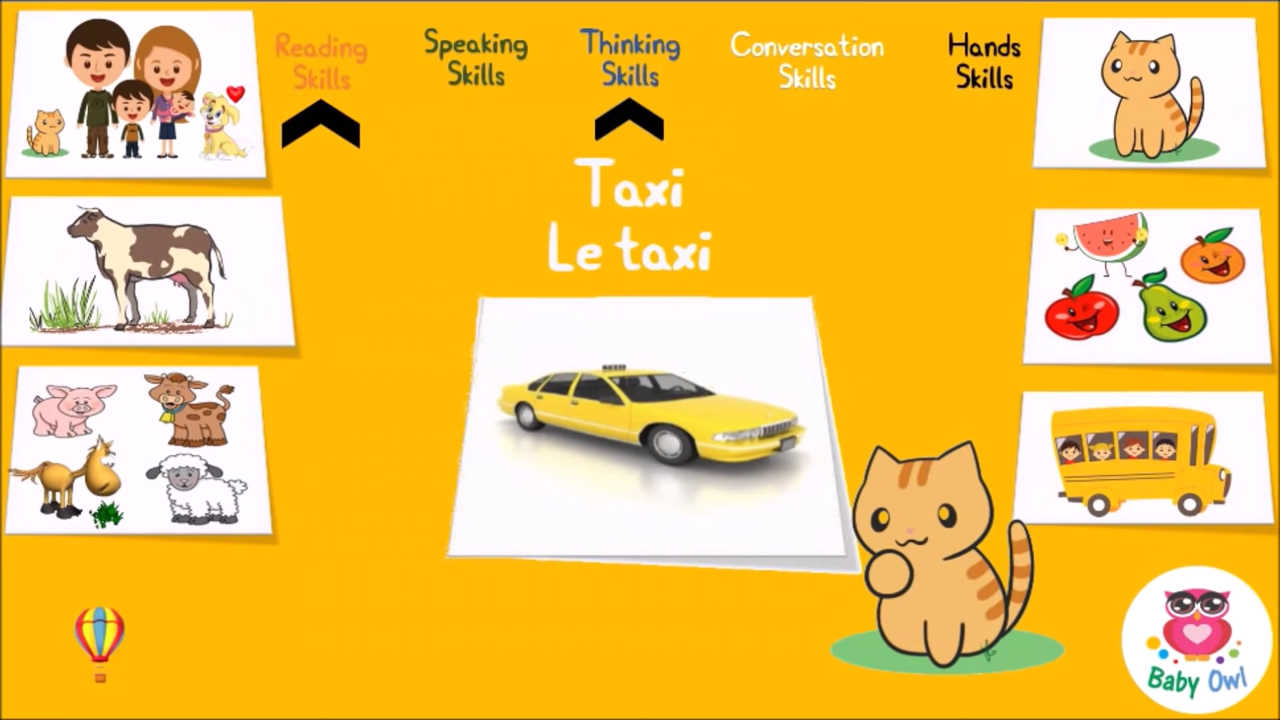 Reading
Skills
Speaking
Skills
Thinking
Skills
Conversation
Skills
Hands
Skills
Taxi
Le taxi
Baby Owl